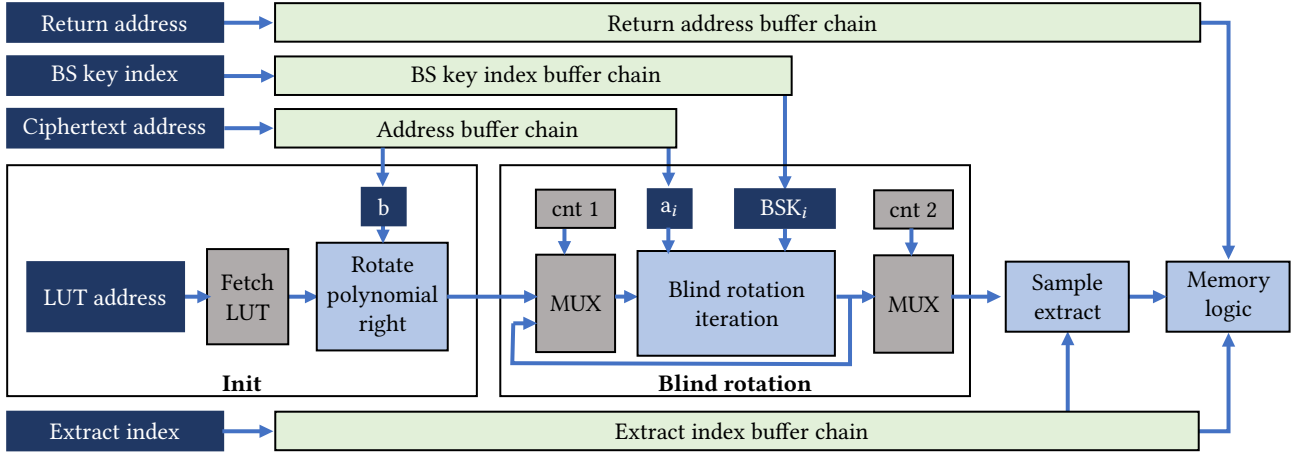 Return address
Return address buffer chain
BS key index
BS key index buffer chain
Ciphertext address
Address buffer chain
b
cnt 1
a_i
BSK_i
cnt 2
LUT address
Fetch
LUT
Rotate
polynomial
right
MUX
Blind rotation
iteration
MUX
Sample
extract
Memory
logic
Init
Blind rotation
Extract index
Extract index buffer chain